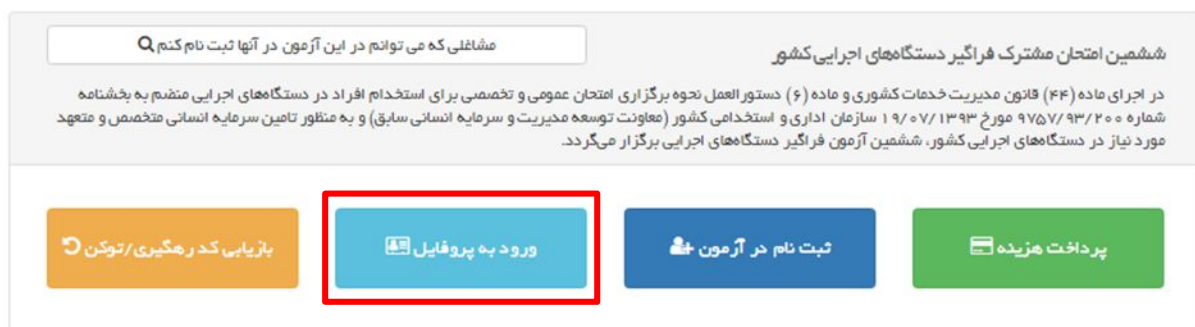 ششمین امتحان مشترک فراگیر دستگاه‌های اجرایی کشور
مشاغلی که می توانم در این آزمون در آنها ثبت نام کنم
در اجرای ماده (۴۴) قانون مدیریت خدمات کشوری و ماده (۶) دستورالعمل نحوه برگزاری امتحان عمومی و تخصصی برای استخدام افراد در دستگاه‌های اجرایی منضم به بخشنامه
شماره ۹۷۵۷/۹۳/۲۰۰ مورخ ۱۹/۰۷/۱۳۹۳ سازمان اداری و استخدامی کشور (معاونت توسعه مدیریت و سرمایه انسانی سابق) و به منظور تامین سرمایه انسانی متخصص و متعهد
مورد نیاز در دستگاه‌های اجرایی کشور، ششمین آزمون فراگیر دستگاه‌های اجرایی برگزار می‌گردد.
پرداخت هزینه
ثبت نام در آزمون
ورود به پروفایل
بازیابی کد رهگیری/توکن